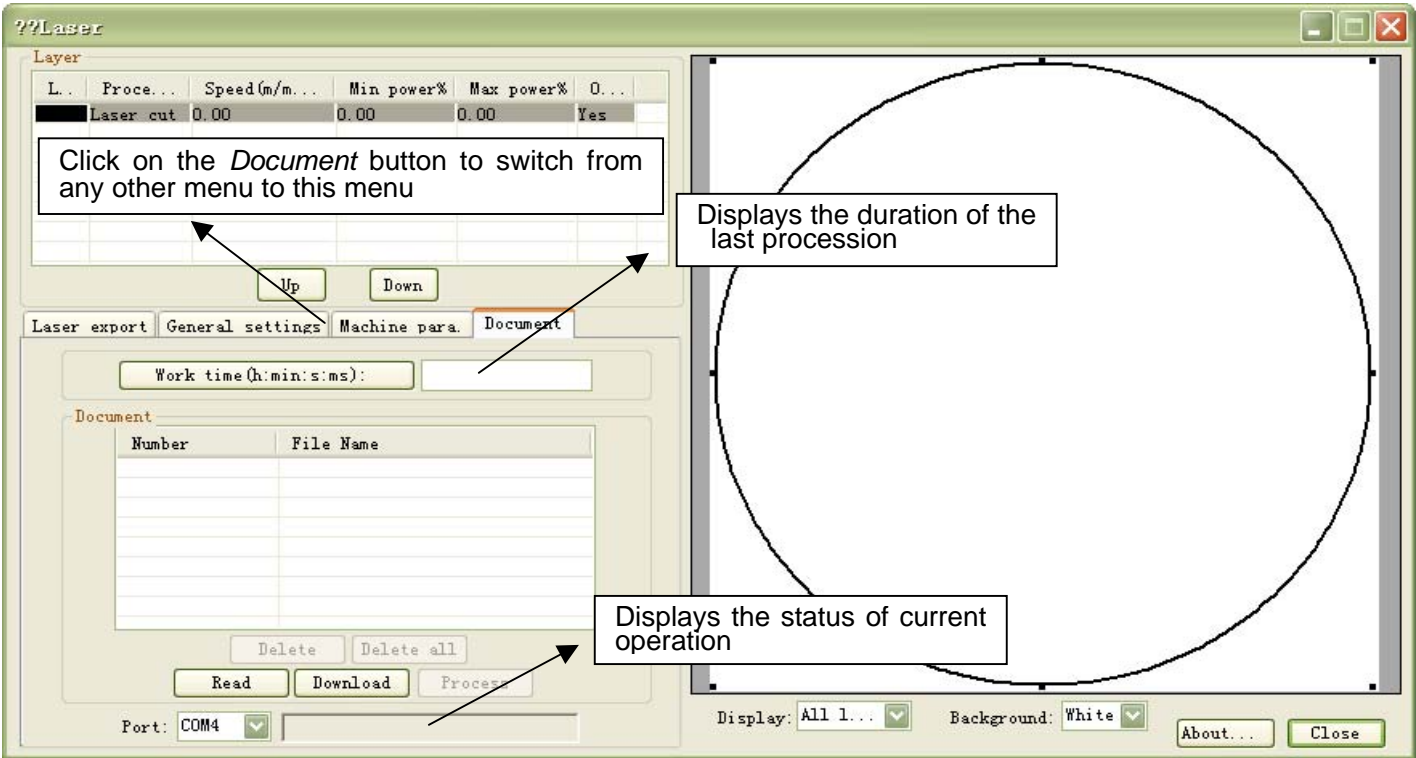 ??Laser
Layer
L.. Proce... Speed(m/m... Min power% Max power% O...
Laser cut 0.00 0.00 0.00 Yes
Click on the Document button to switch from
any other menu to this menu
Displays the duration of the
last procession
Up Down
Laser export General settings Machine para. Document
Work time(h:min:s:ms):
Document
Number File Name
Displays the status of current
operation
Delete Delete all
Read Download Process
Port: COM4
Display: All l... Background: White
About... Close